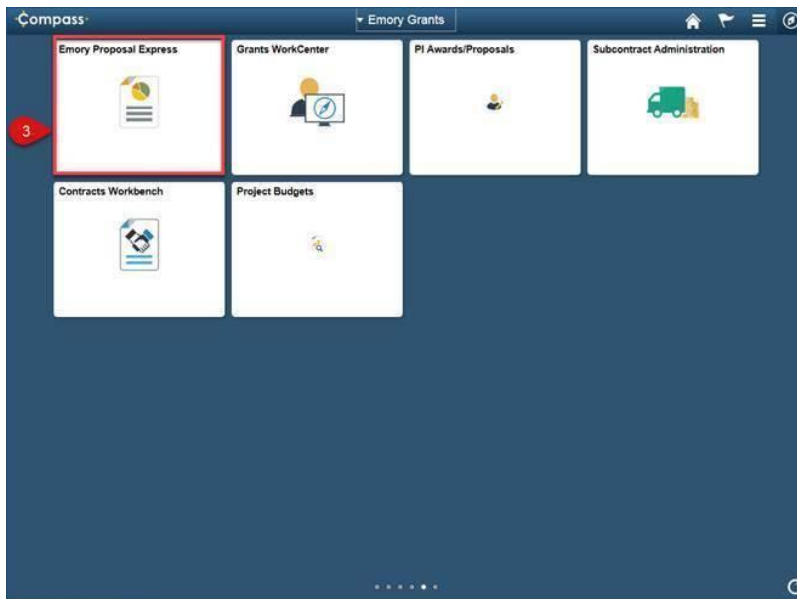 Compass
Emory Grants
Emory Proposal Express
Grants WorkCenter
PI Awards/Proposals
Subcontract Administration
3
Contracts Workbench
Project Budgets